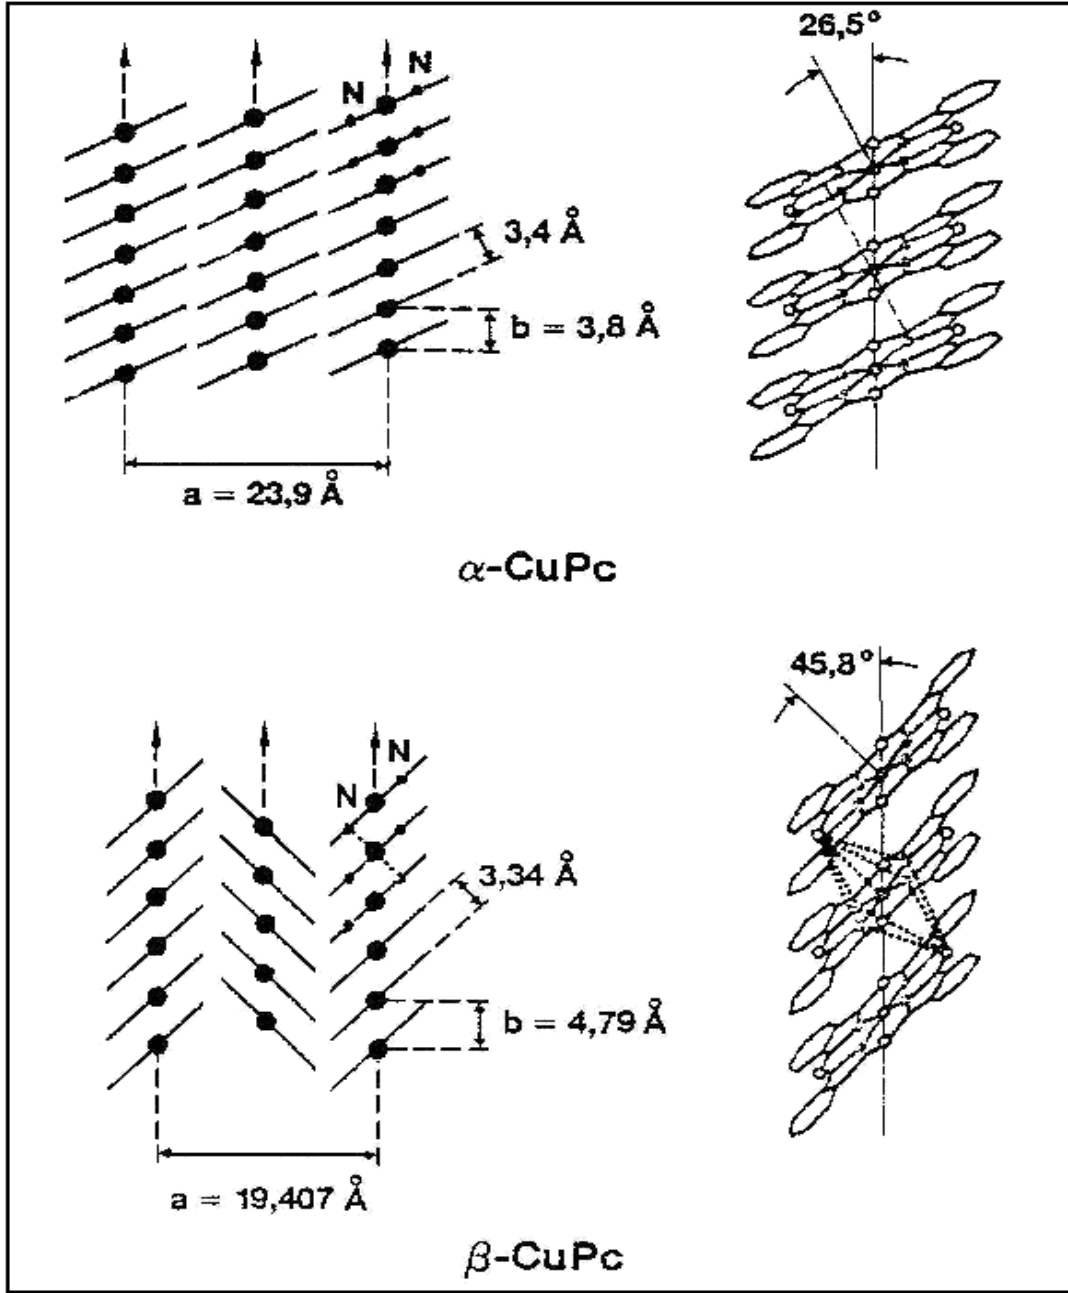 26,5°
N
N
3,4 Å
b = 3,8 Å
a = 23,9 Å
α-CuPc
45,8°
N
N
3,34 Å
b = 4,79 Å
a = 19,407 Å
β-CuPc